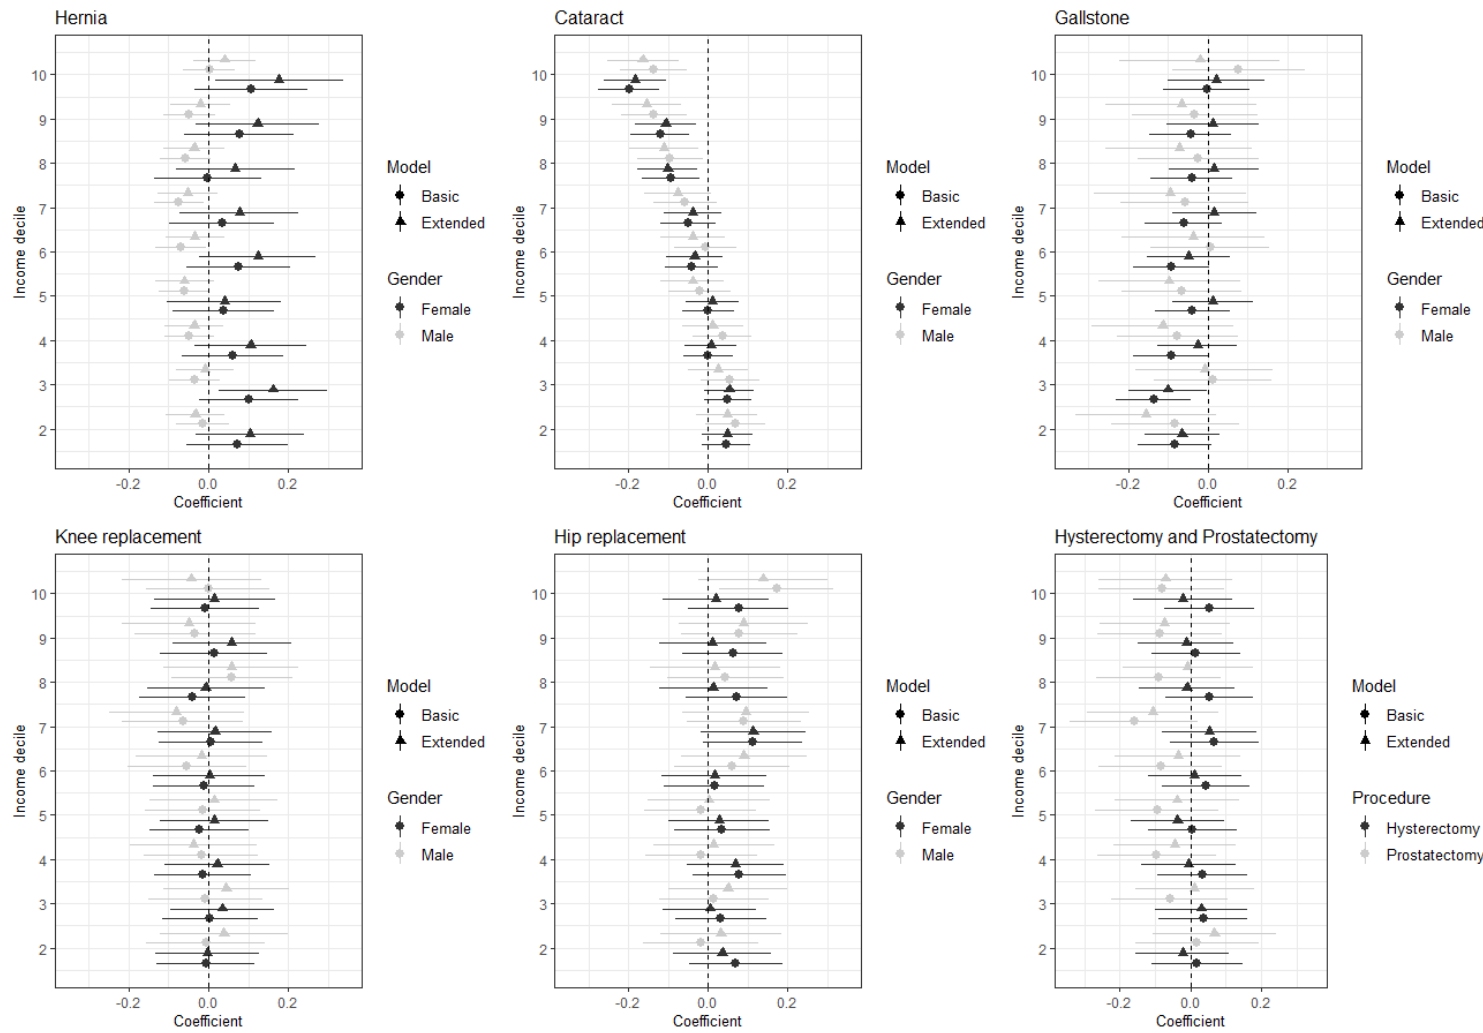 Hernia
Income decile
10
9
8
7
6
5
4
3
2
-0.2 0.0 0.2
Coefficient
Model
Basic
Extended
Gender
Female
Male
Cataract
Income decile
10
9
8
7
6
5
4
3
2
-0.2 0.0 0.2
Coefficient
Model
Basic
Extended
Gender
Female
Male
Gallstone
Income decile
10
9
8
7
6
5
4
3
2
-0.2 0.0 0.2
Coefficient
Model
Basic
Extended
Gender
Female
Male
Knee replacement
Income decile
10
9
8
7
6
5
4
3
2
-0.2 0.0 0.2
Coefficient
Model
Basic
Extended
Gender
Female
Male
Hip replacement
Income decile
10
9
8
7
6
5
4
3
2
-0.2 0.0 0.2
Coefficient
Model
Basic
Extended
Gender
Female
Male
Hysterectomy and Prostatectomy
Income decile
10
9
8
7
6
5
4
3
2
-0.2 0.0 0.2
Coefficient
Model
Basic
Extended
Procedure
Hysterectomy
Prostatectomy